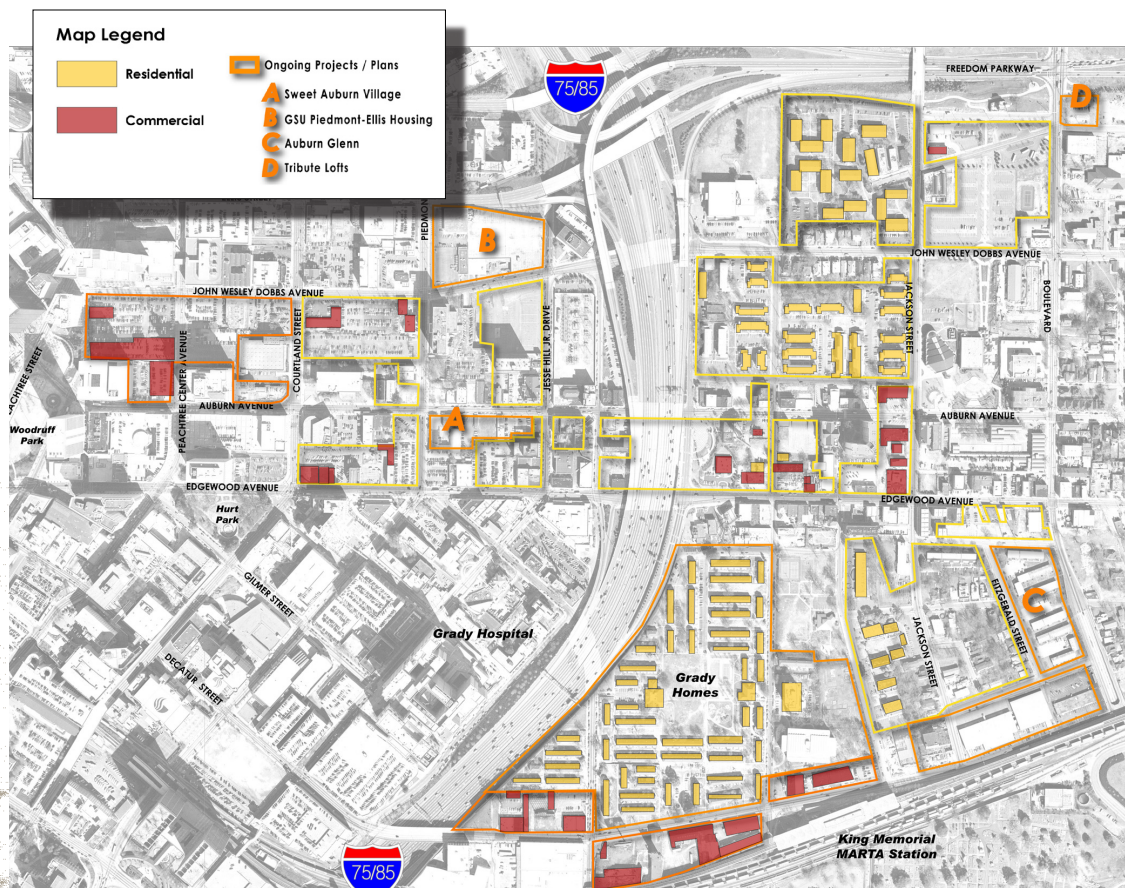 Map Legend
Residential
Commercial
Ongoing Projects / Plans
A Sweet Auburn Village
B GSU Piedmont-Ellis Housing
C Auburn Glenn
D Tribute Lofts
75/85
FREEDOM PARKWAY
D
PIEDMON
B
JOHN WESLEY DOBBS AVENUE
JOHN WESLEY DOBBS AVENUE
COURTLAND STREET
JESSE HILL JR. DRIVE
JACKSON STREET
BOULEVARD
ACHTREE STREET
PEACHTREE CENTER AVENUE
AUBURN AVENUE
AUBURN AVENUE
A
Woodruff
Park
EDGEWOOD AVENUE
EDGEWOOD AVENUE
Hurt
Park
GILMER STREET
FITZGERALD STREET
C
JACKSON STREET
Grady Hospital
DECATUR STREET
Grady
Homes
King Memorial
MARTA Station
75/85